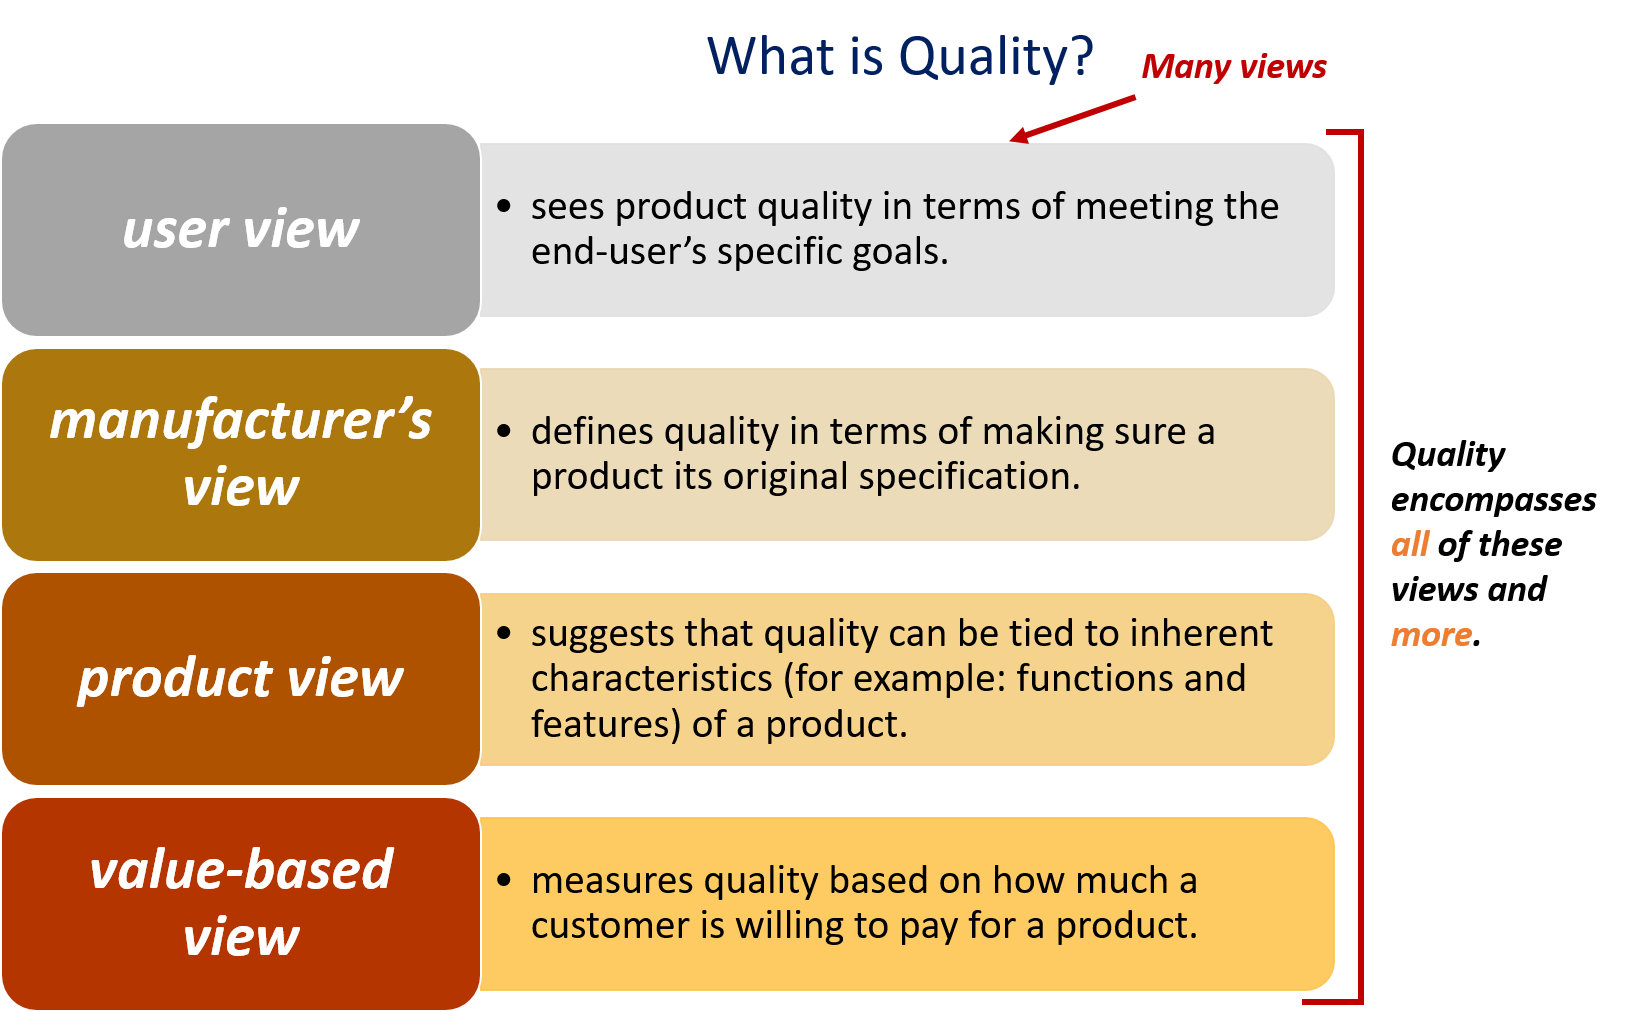 What is Quality?
Many views
user view
• sees product quality in terms of meeting the
end-user’s specific goals.
manufacturer’s
view
• defines quality in terms of making sure a
product its original specification.
product view
• suggests that quality can be tied to inherent
characteristics (for example: functions and
features) of a product.
value-based
view
• measures quality based on how much a
customer is willing to pay for a product.
Quality
encompasses
all of these
views and
more.